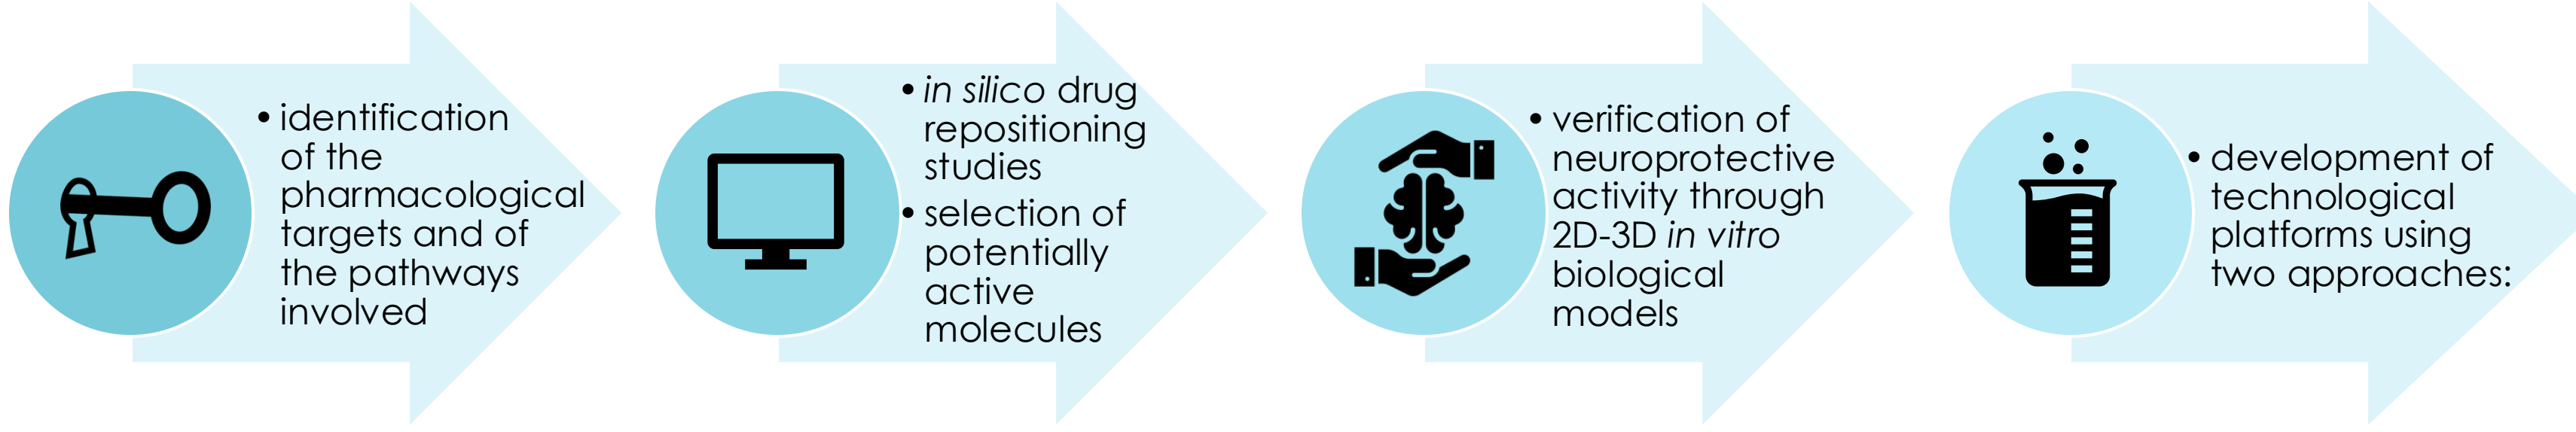 • identification
of the
pharmacological
targets and of
the pathways
involved
• in silico drug
repositioning
studies
• selection of
potentially
active
molecules
• verification of
neuroprotective
activity through
2D-3D in vitro
biological
models
• development of
technological
platforms using
two approaches: